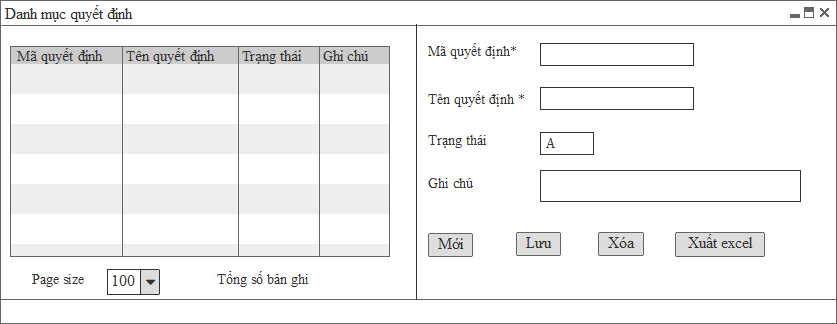 Danh mục quyết định
Mã quyết định Tên quyết định Trạng thái Ghi chú
Page size 100 Tổng số bản ghi
Mã quyết định*
Tên quyết định *
Trạng thái A
Ghi chú
Mới Lưu Xóa Xuất excel